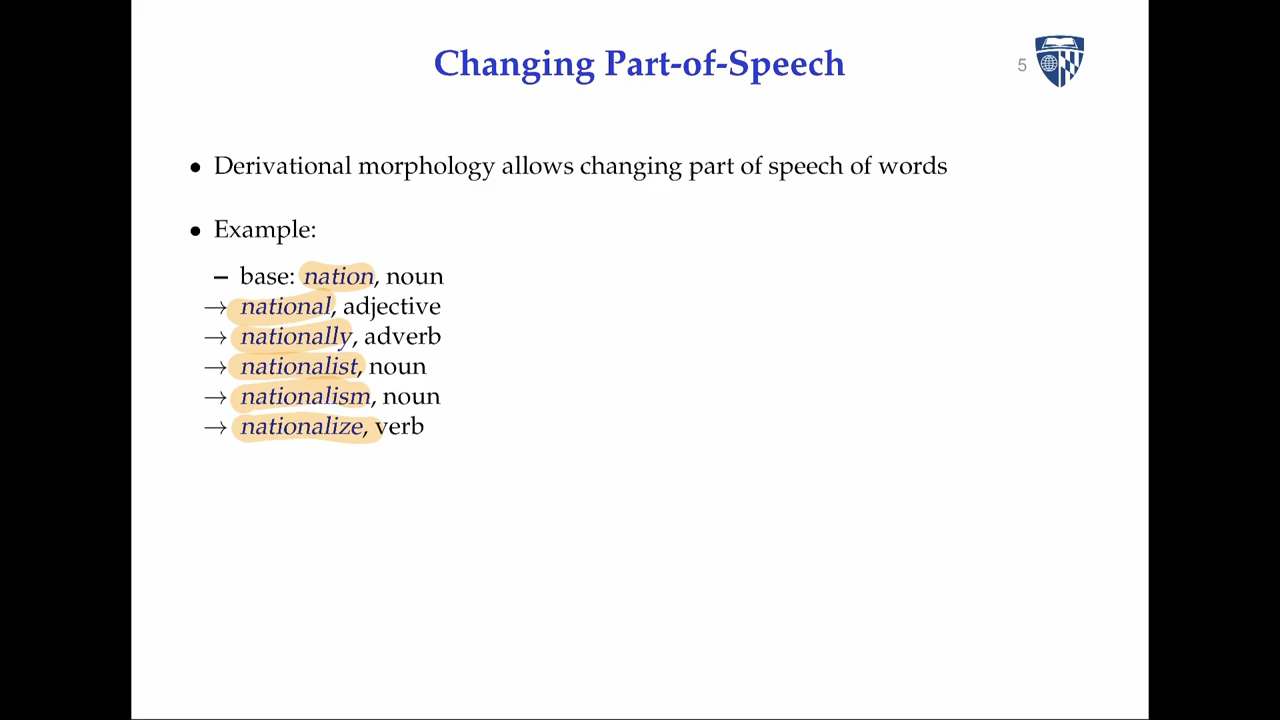 Changing Part-of-Speech
5
• Derivational morphology allows changing part of speech of words
• Example:
– base: nation, noun
→ national, adjective
→ nationally, adverb
→ nationalist, noun
→ nationalism, noun
→ nationalize, verb